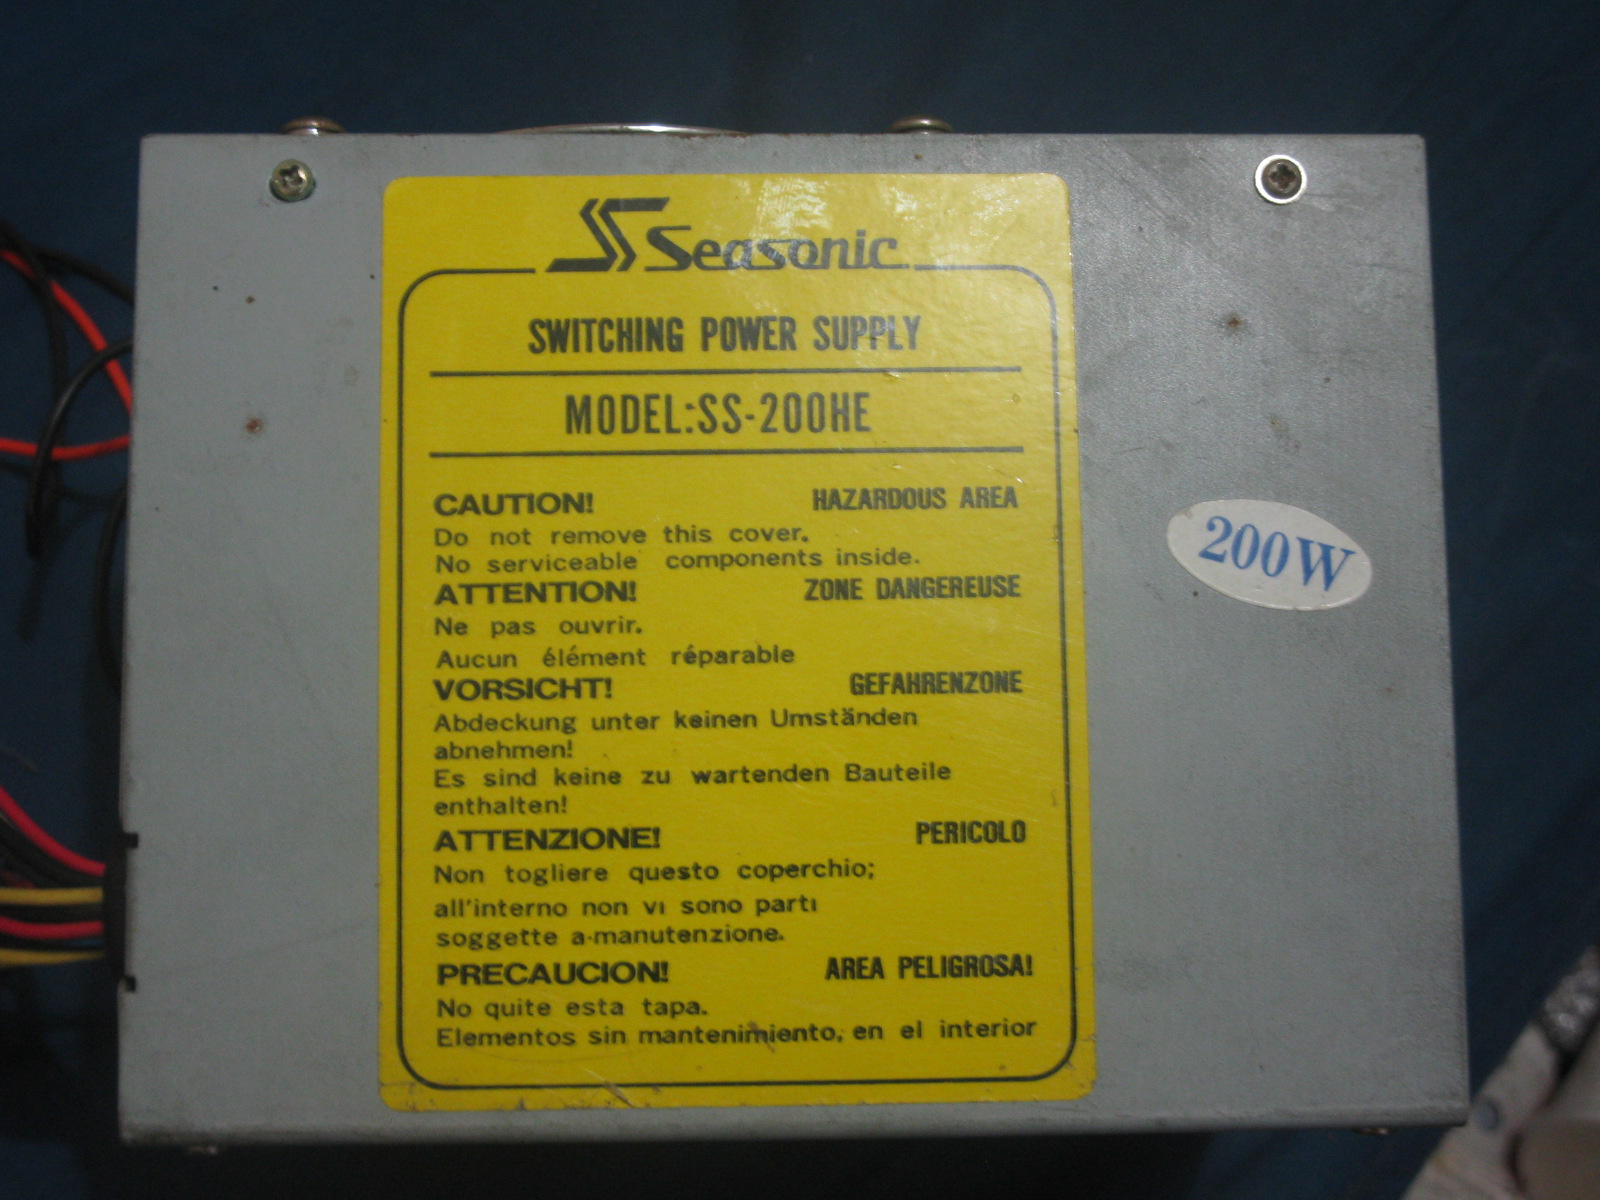 Seasonic
SWITCHING POWER SUPPLY
MODEL:SS-200HE
CAUTION! HAZARDOUS AREA
Do not remove this cover.
No serviceable components inside.
ATTENTION! ZONE DANGEREUSE
Ne pas ouvrir.
Aucun élément réparable
VORSICHT! GEFAHRENZONE
Abdeckung unter keinen Umständen
abnehmen!
Es sind keine zu wartenden Bauteile
enthalten!
ATTENZIONE! PERICOLO
Non togliere questo coperchio;
all'interno non vi sono parti
soggette a manutenzione.
PRECAUCION! AREA PELIGROSA!
No quite esta tapa.
Elementos sin mantenimiento, en el interior
200W